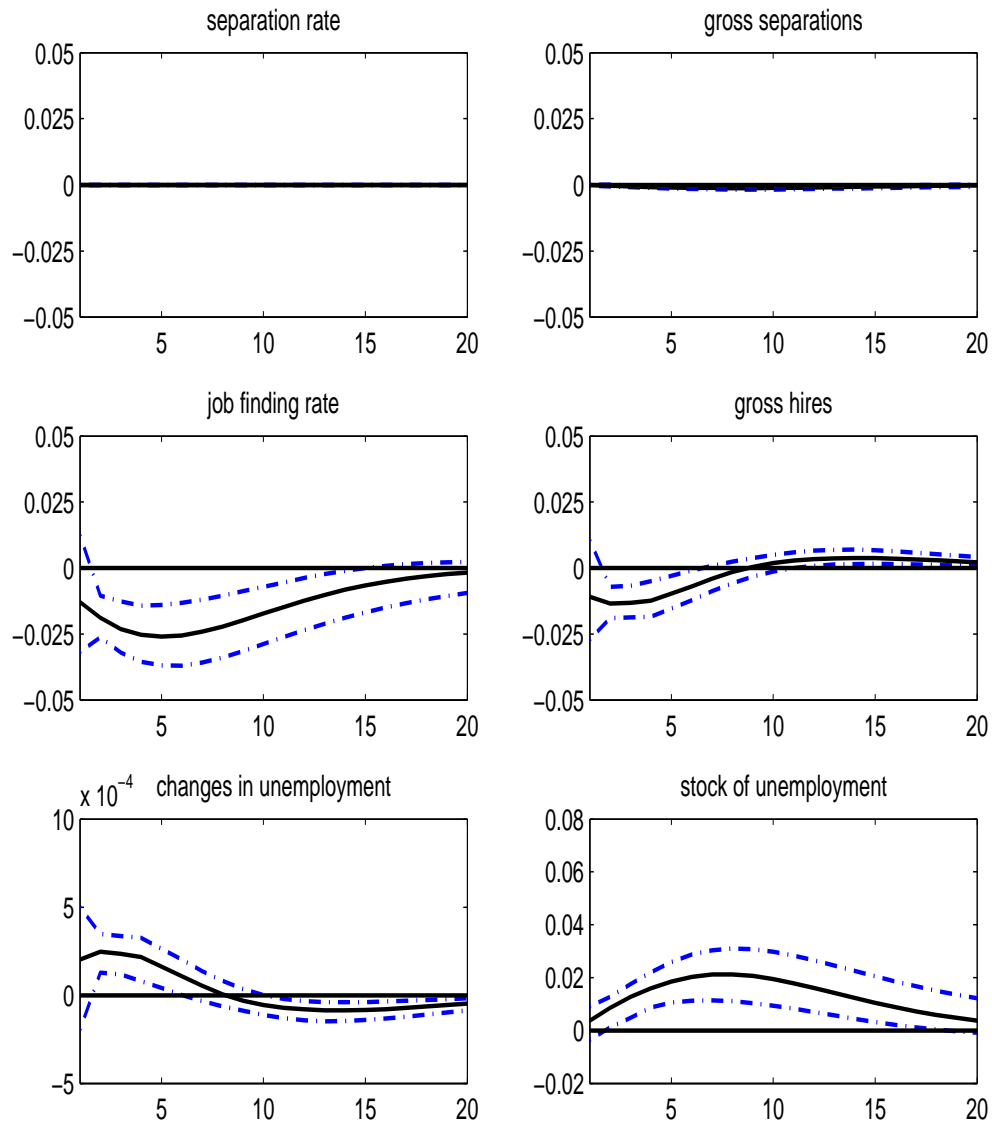 separation rate
0.05
0.025
0
−0.025
−0.05
5 10 15 20
gross separations
0.05
0.025
0
−0.025
−0.05
5 10 15 20
job finding rate
0.05
0.025
0
−0.025
−0.05
5 10 15 20
gross hires
0.05
0.025
0
−0.025
−0.05
5 10 15 20
x 10−4 changes in unemployment
10
5
0
−5
5 10 15 20
stock of unemployment
0.08
0.06
0.04
0.02
0
−0.02
5 10 15 20